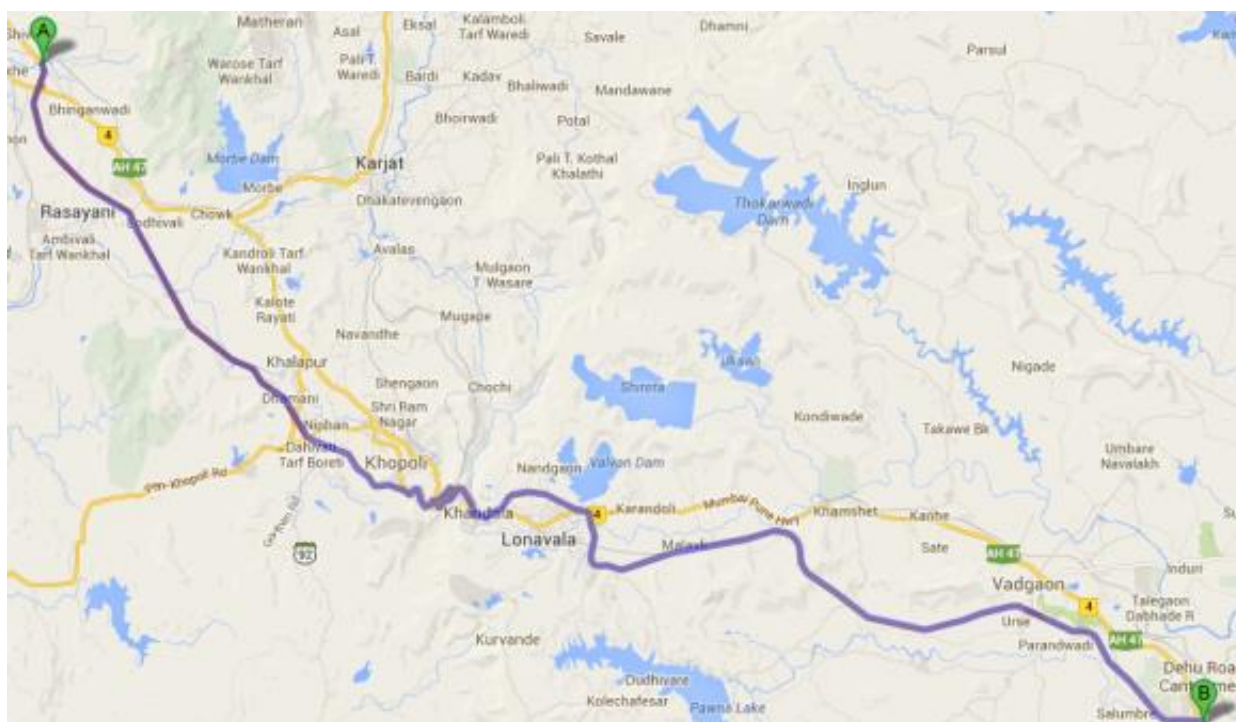 A
Shiv
Matheran
Asal
Eksal
Kalamboli
Tarf Waredi
Savale
Dhamni
Parsul
Warose Tarf
Wankhal
Pali T.
Waredi
Bardi
Kadav
Bhaliwadi
Mandawane
Bhinganwadi
4
Bhoirwadi
Potal
AH 47
Morbe Dam
Karjat
Pali T. Kothal
Khalathi
Morbe
Inglun
Dhakatevengaon
Thokarwadi
Dam
Rasayani
Lodhivali
Chowk
Ambivali
Tarf Wankhal
Kandroli Tarf
Wankhal
Avalas
Mulgaon
T. Wasare
Kalote
Rayati
Mugape
Navandhe
Khalapur
Shengaon
Chochi
Shirota
Nigade
Dhamani
Shri Ram
Nagar
Kondiwade
Niphan
Takawe Bk
Dahivali
Tarf Boreti
Khopoli
Umbare
Navalakh
Nandgaon
Valvan Dam
Khandala
4
Karandoli
Mumbai Pune Hwy
Khamshet
Kanhe
Lonavala
Sate
92
AH 47
Induri
Vadgaon
4
Talegaon
Dabhade R
Urse
Kurvande
Parandwadi
AH 47
Dudhivare
Dehu Roa
Kolechafesar
Pawna Lake
Salumbre
B